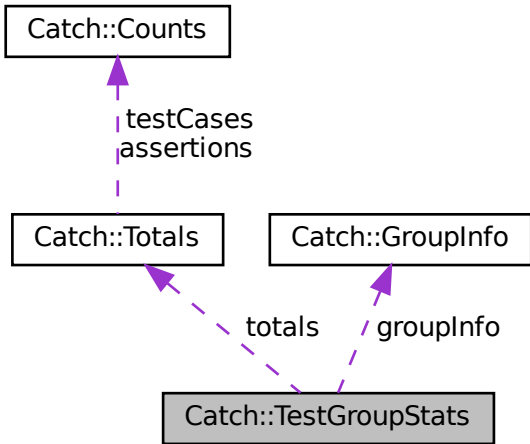 Catch::Counts
testCases
assertions
Catch::Totals
Catch::GroupInfo
totals
groupInfo
Catch::TestGroupStats